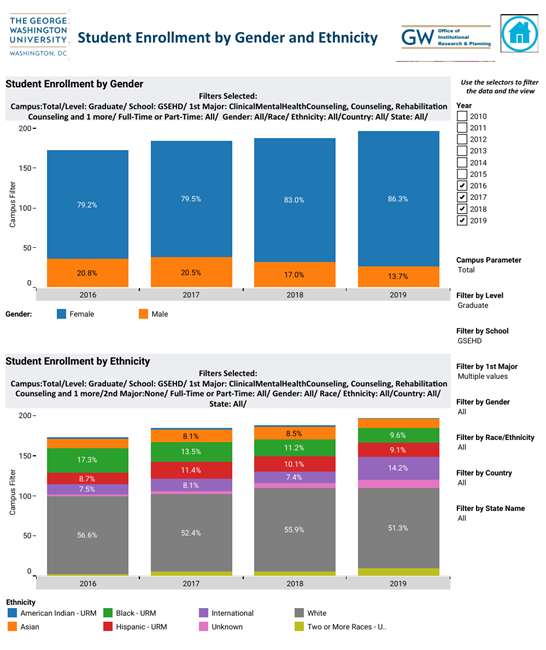 THE GEORGE
WASHINGTON
UNIVERSITY
WASHINGTON, DC
Student Enrollment by Gender and Ethnicity
GW
Office of
Institutional
Research & Planning
Student Enrollment by Gender
Filters Selected:
Campus:Total/Level: Graduate/ School: GSEHD/ 1st Major: ClinicalMentalHealthCounseling, Counseling, Rehabilitation
Counseling and 1 more/ Full-Time or Part-Time: All/ Gender: All/Race/ Ethnicity: All/Country: All/ State: All/
200
150
100
50
0
Campus Filter
79.2%
79.5%
83.0%
86.3%
20.8%
20.5%
17.0%
13.7%
2016
2017
2018
2019
Gender:
Female
Male
Use the selectors to filter
the data and the view
Year
2010
2011
2012
2013
2014
2015
2016
2017
2018
2019
Campus Parameter
Total
Filter by Level
Graduate
Filter by School
GSEHD
Filter by 1st Major
Multiple values
Filter by Gender
All
Filter by Race/Ethnicity
All
Filter by Country
All
Filter by State Name
All
Student Enrollment by Ethnicity
Filters Selected:
Campus:Total/Level: Graduate/ School: GSEHD/ 1st Major: ClinicalMentalHealthCounseling, Counseling, Rehabilitation
Counseling and 1 more/2nd Major:None/ Full-Time or Part-Time: All/ Gender: All/ Race/ Ethnicity: All/Country: All/
State: All/
200
150
100
50
0
Campus Filter
17.3%
8.7%
7.5%
56.6%
8.1%
13.5%
11.4%
8.1%
52.4%
8.5%
11.2%
10.1%
7.4%
55.9%
9.6%
9.1%
14.2%
51.3%
2016
2017
2018
2019
Ethnicity
American Indian - URM
Black - URM
International
White
Asian
Hispanic - URM
Unknown
Two or More Races - U..